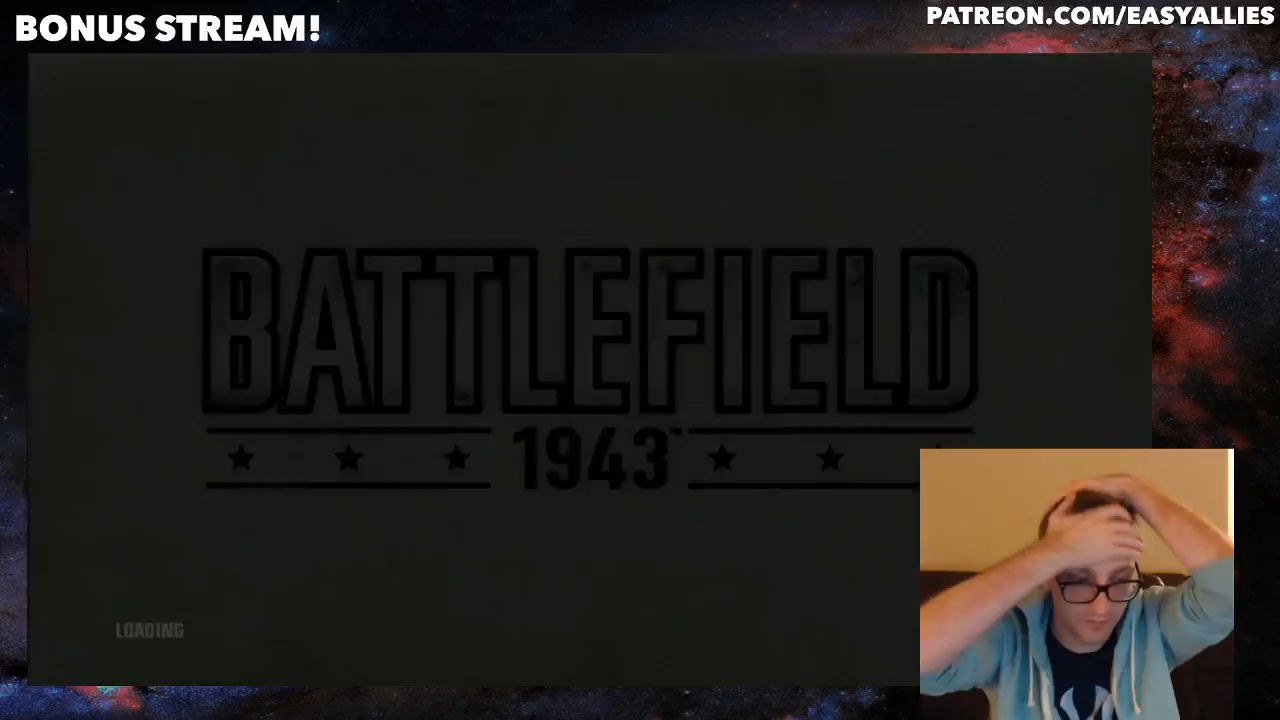 BONUS STREAM!
PATREON.COM/EASYALLIES
BATTLEFIELD
1943
LOADING